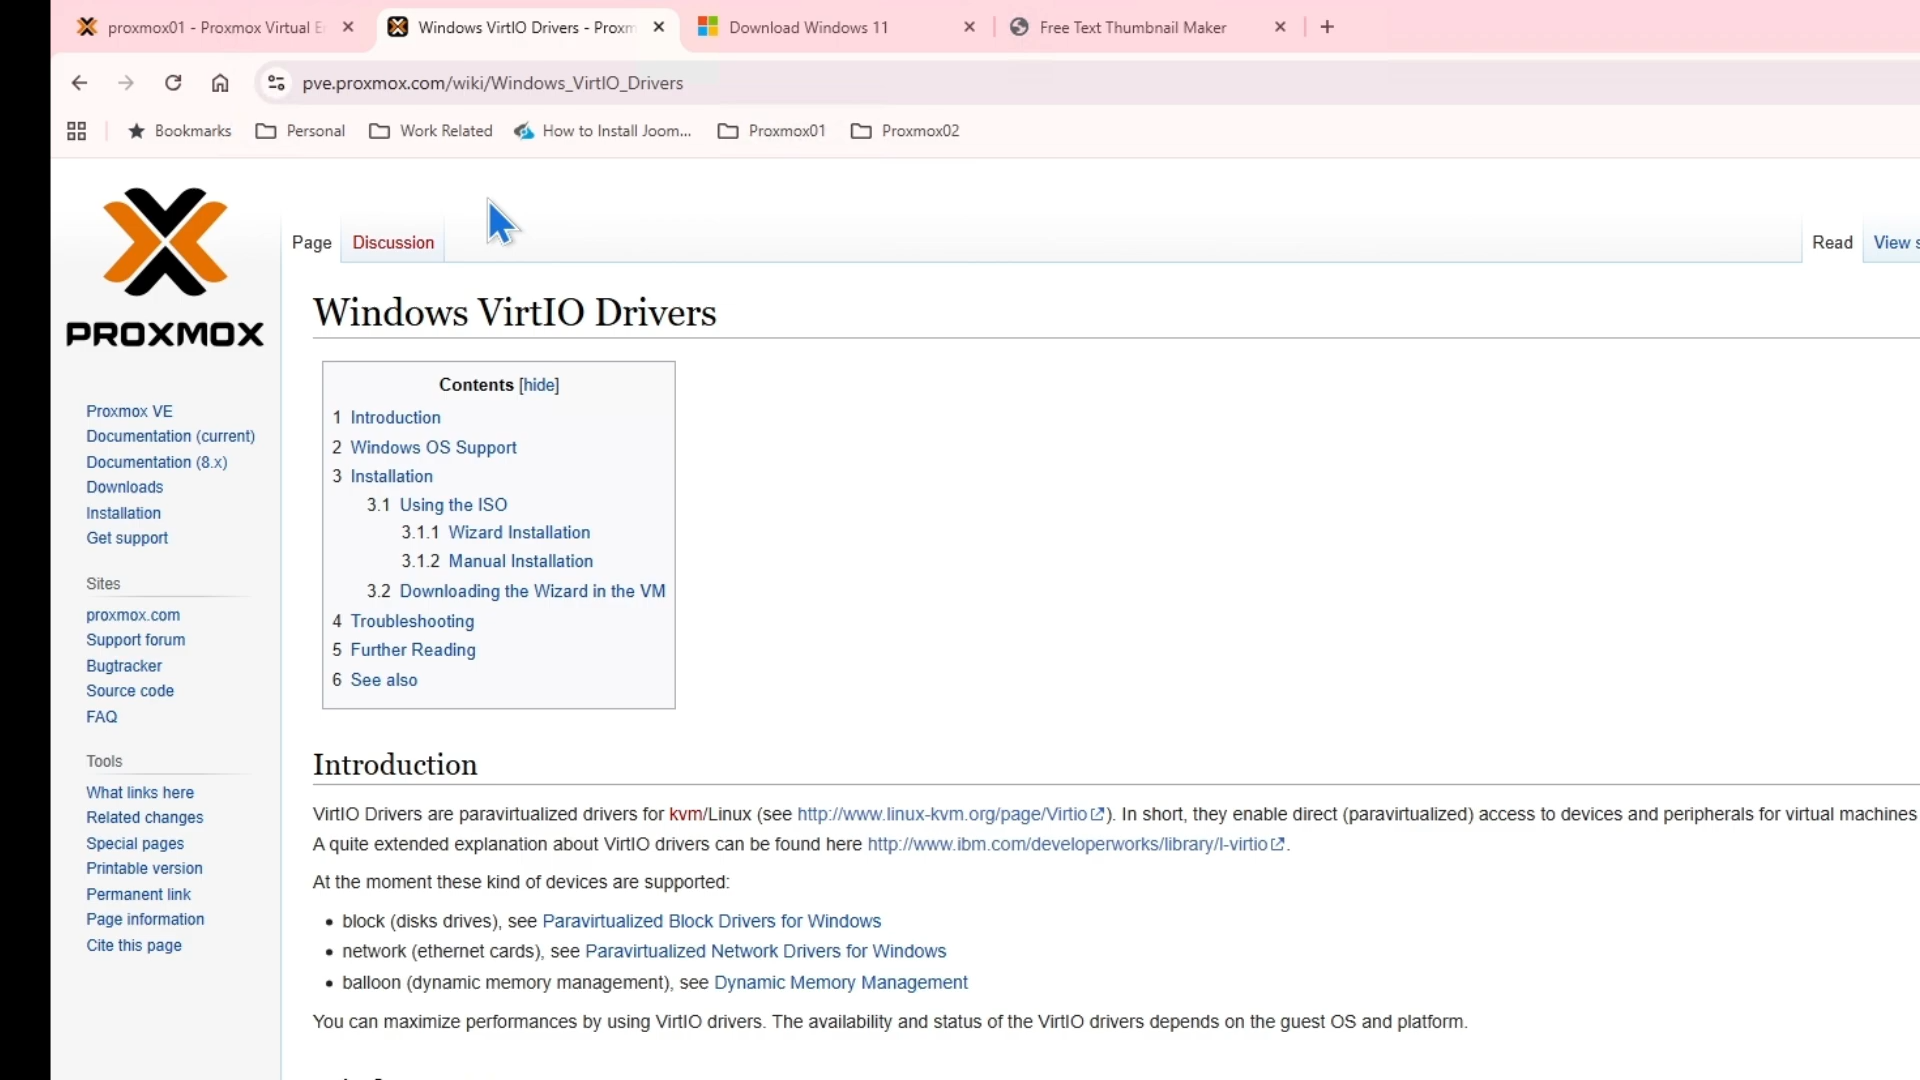 proxmox01 - Proxmox Virtual E
Windows VirtIO Drivers - Proxm
Download Windows 11
Free Text Thumbnail Maker
pve.proxmox.com/wiki/Windows_VirtIO_Drivers
Bookmarks
Personal
Work Related
How to Install Joom...
Proxmox01
Proxmox02
PROXMOX
Page
Discussion
Read
View s
Windows VirtIO Drivers
Contents [hide]
1 Introduction
2 Windows OS Support
3 Installation
3.1 Using the ISO
3.1.1 Wizard Installation
3.1.2 Manual Installation
3.2 Downloading the Wizard in the VM
4 Troubleshooting
5 Further Reading
6 See also
Proxmox VE
Documentation (current)
Documentation (8.x)
Downloads
Installation
Get support
Sites
proxmox.com
Support forum
Bugtracker
Source code
FAQ
Tools
What links here
Related changes
Special pages
Printable version
Permanent link
Page information
Cite this page
Introduction
VirtIO Drivers are paravirtualized drivers for kvm/Linux (see http://www.linux-kvm.org/page/Virtio). In short, they enable direct (paravirtualized) access to devices and peripherals for virtual machines
A quite extended explanation about VirtIO drivers can be found here http://www.ibm.com/developerworks/library/l-virtio.
At the moment these kind of devices are supported:
• block (disks drives), see Paravirtualized Block Drivers for Windows
• network (ethernet cards), see Paravirtualized Network Drivers for Windows
• balloon (dynamic memory management), see Dynamic Memory Management
You can maximize performances by using VirtIO drivers. The availability and status of the VirtIO drivers depends on the guest OS and platform.